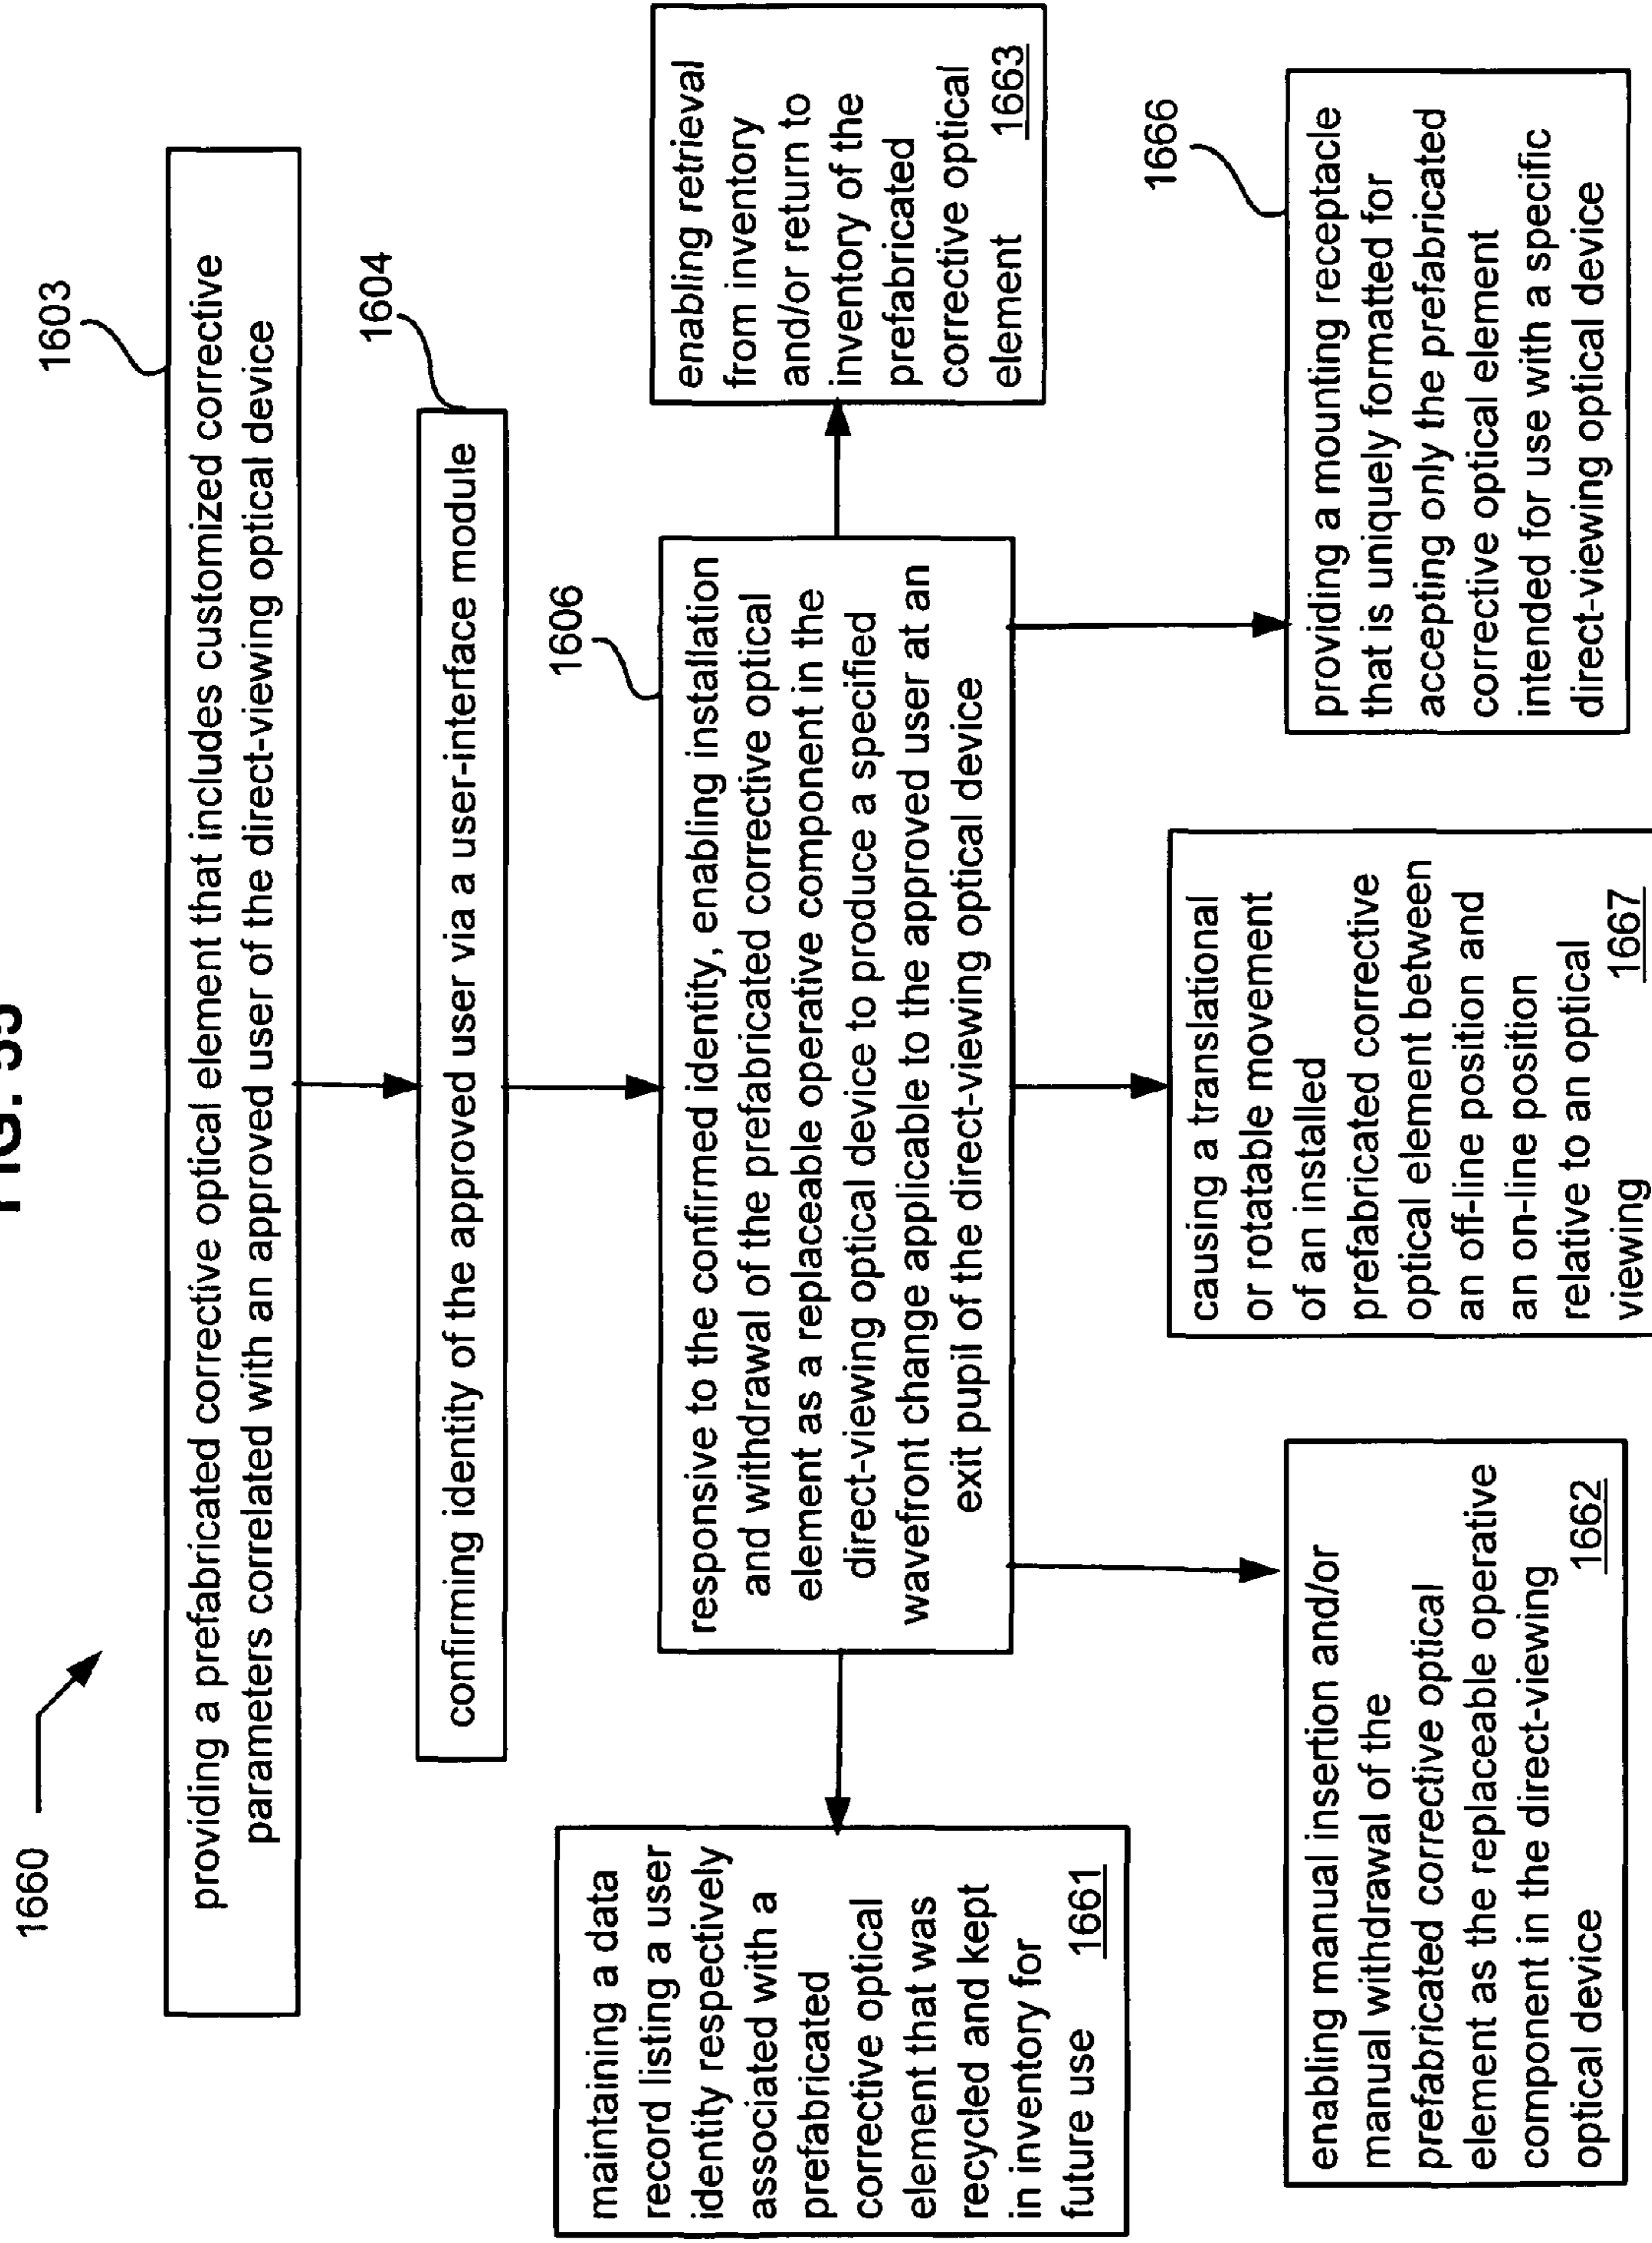 FIG.
1660
1603
providing a prefabricated corrective optical element that includes customized corrective
parameters correlated with an approved user of the direct-viewing optical device
1604
confirming identity of the approved user via a user-interface module
1606
responsive to the confirmed identity, enabling installation
and withdrawal of the prefabricated corrective optical
element as a replaceable operative component in the
direct-viewing optical device to produce a specified
wavefront change applicable to the approved user at an
exit pupil of the direct-viewing optical device
maintaining a data
record listing a user
identity respectively
associated with a
prefabricated
corrective optical
element that was
recycled and kept
in inventory for
future use 1661
enabling retrieval
from inventory
and/or return to
inventory of the
prefabricated
corrective optical
element 1663
enabling manual insertion and/or
manual withdrawal of the
prefabricated corrective optical
element as the replaceable operative
component in the direct-viewing
optical device 1662
causing a translational
or rotatable movement
of an installed
prefabricated corrective
optical element between
an off-line position and
an on-line position
relative to an optical
viewing 1667
1666
providing a mounting receptacle
that is uniquely formatted for
accepting only the prefabricated
corrective optical element
intended for use with a specific
direct-viewing optical device